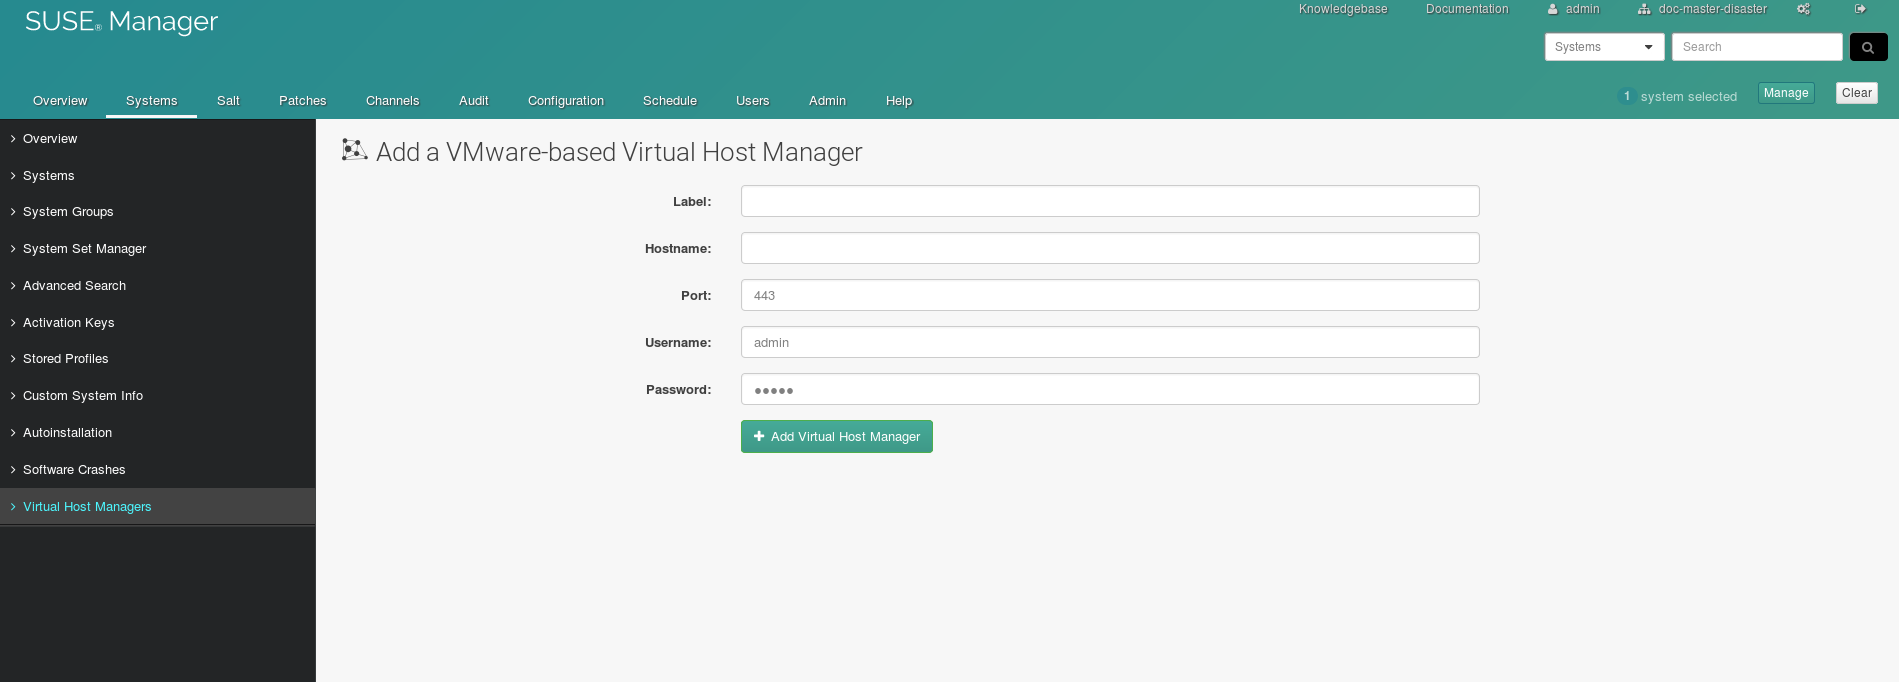 SUSE® Manager
Knowledgebase Documentation admin doc-master-disaster
Systems Search
Overview Systems Salt Patches Channels Audit Configuration Schedule Users Admin Help
1 system selected Manage Clear
Overview
Systems
System Groups
System Set Manager
Advanced Search
Activation Keys
Stored Profiles
Custom System Info
Autoinstallation
Software Crashes
Virtual Host Managers
Add a VMware-based Virtual Host Manager
Label:
Hostname:
Port: 443
Username: admin
Password: •••••
Add Virtual Host Manager